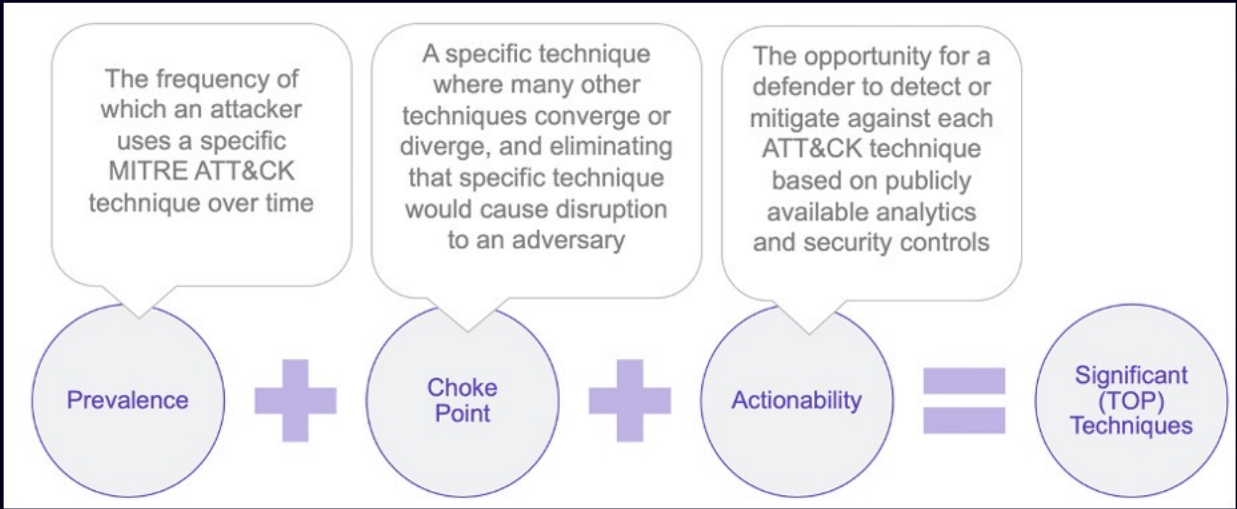 The frequency of
which an attacker
uses a specific
MITRE ATT&CK
technique over time
A specific technique
where many other
techniques converge or
diverge, and eliminating
that specific technique
would cause disruption
to an adversary
The opportunity for a
defender to detect or
mitigate against each
ATT&CK technique
based on publicly
available analytics
and security controls
Prevalence
Choke
Point
Actionability
Significant
(TOP)
Techniques